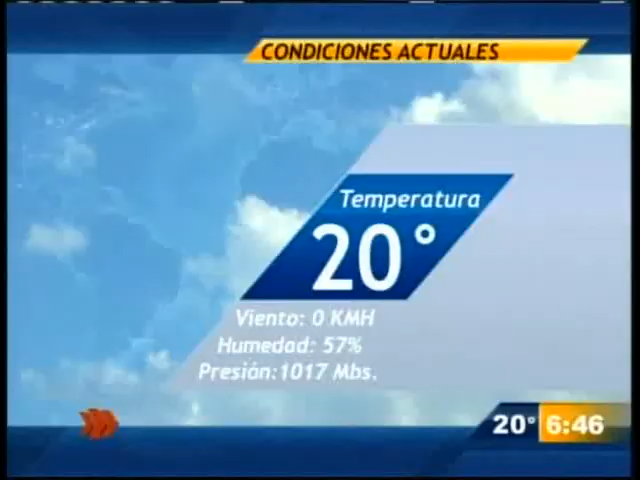 CONDICIONES ACTUALES
Temperatura
20°
Viento: 0 KMH
Humedad: 57%
Presión:1017 Mbs.
20° 6:46